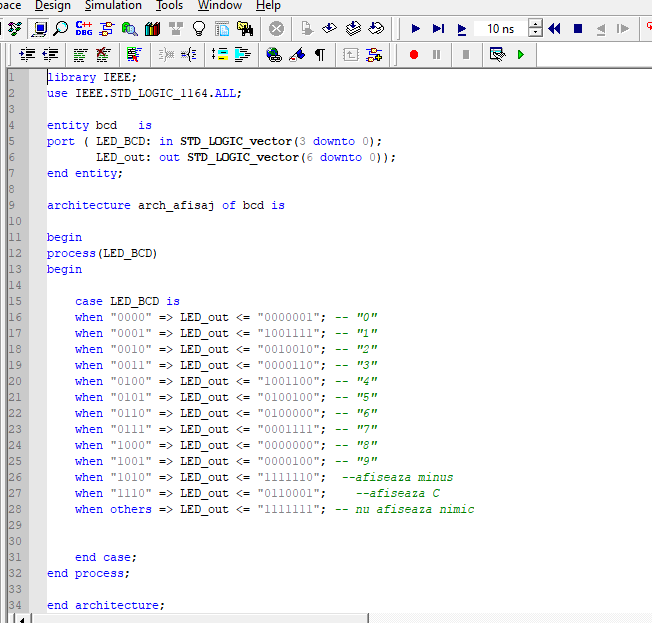 pace Design Simulation Tools Window Help
C++
DBG
10 ns
1 library IEEE;
2 use IEEE.STD_LOGIC_1164.ALL;
3
4 entity bcd is
5 port ( LED_BCD: in STD_LOGIC_vector(3 downto 0);
6 LED_out: out STD_LOGIC_vector(6 downto 0));
7 end entity;
8
9 architecture arch_afisaj of bcd is
10
11 begin
12 process(LED_BCD)
13 begin
14
15 case LED_BCD is
16 when "0000" => LED_out <= "0000001"; -- "0"
17 when "0001" => LED_out <= "1001111"; -- "1"
18 when "0010" => LED_out <= "0010010"; -- "2"
19 when "0011" => LED_out <= "0000110"; -- "3"
20 when "0100" => LED_out <= "1001100"; -- "4"
21 when "0101" => LED_out <= "0100100"; -- "5"
22 when "0110" => LED_out <= "0100000"; -- "6"
23 when "0111" => LED_out <= "0001111"; -- "7"
24 when "1000" => LED_out <= "0000000"; -- "8"
25 when "1001" => LED_out <= "0000100"; -- "9"
26 when "1010" => LED_out <= "1111110"; --afiseaza minus
27 when "1110" => LED_out <= "0110001"; --afiseaza C
28 when others => LED_out <= "1111111"; -- nu afiseaza nimic
29
30
31 end case;
32 end process;
33
34 end architecture;